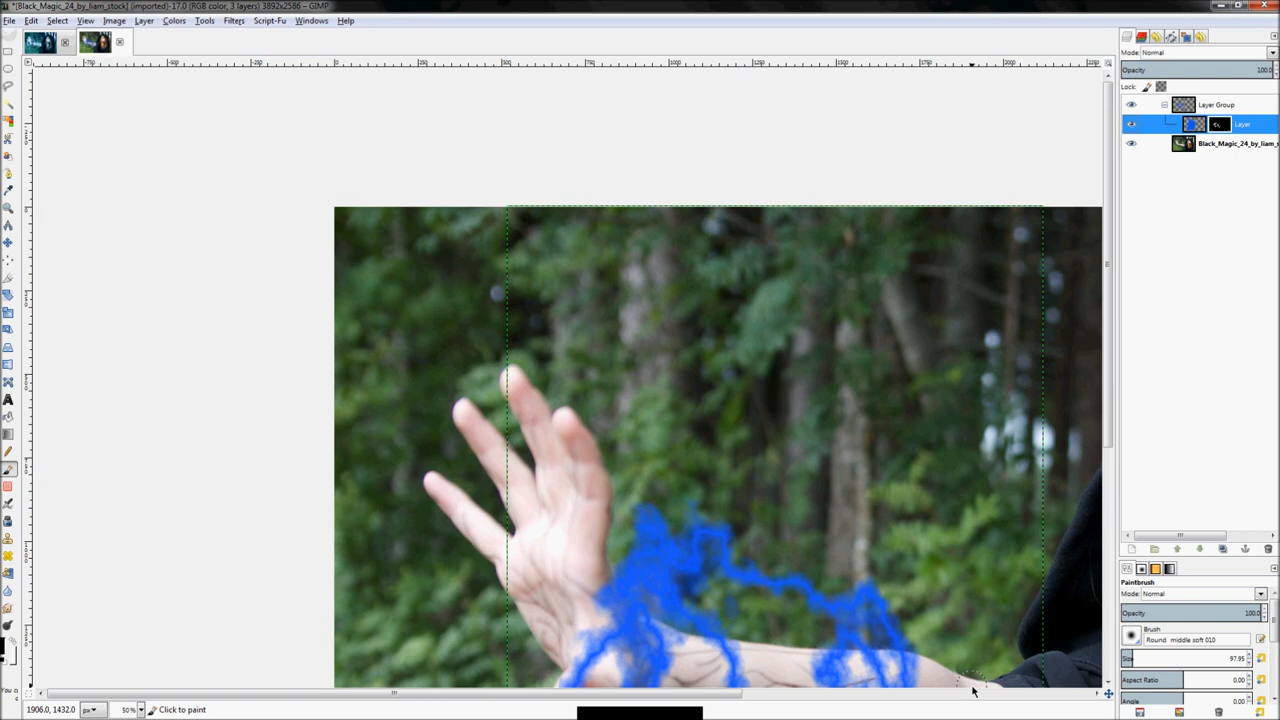 *[Black_Magic_24_by_liam_stock] (imported)-17.0 (RGB color, 3 layers) 3892x2586 – GIMP
File Edit Select View Image Layer Colors Tools Filters Script-Fu Windows Help
Mode: Normal
Opacity 100.0
Lock:
Layer Group
Layer
Black_Magic_24_by_liam_s
Paintbrush
Mode: Normal
Opacity 100.0
Brush
Round middle soft 010
Size 97.95
Aspect Ratio 0.00
Angle 0.00
You a
1906.0, 1432.0 px 50% Click to paint